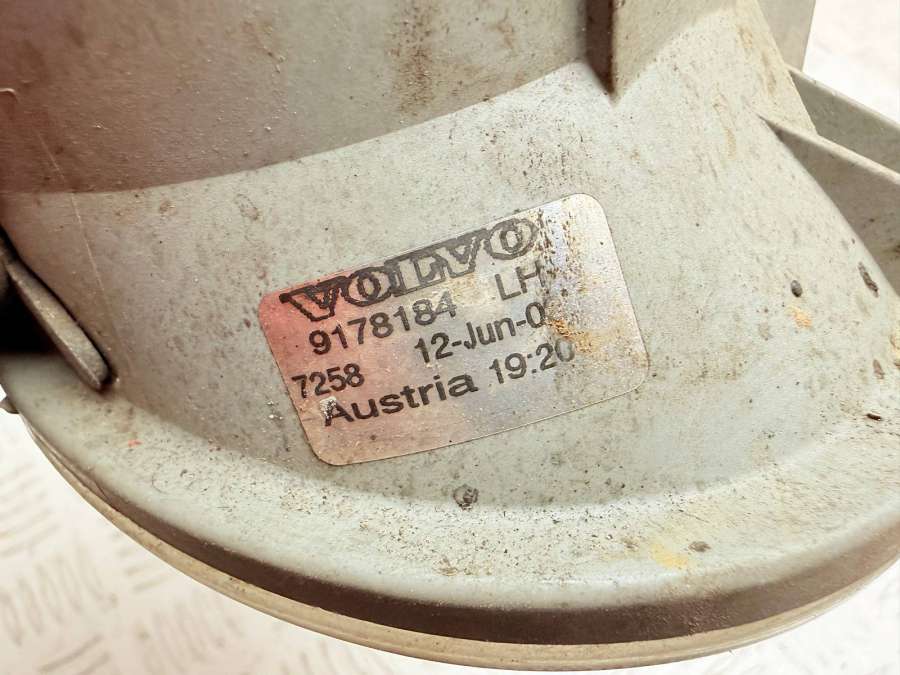 VOLVO
9178184 LH
12-Jun-0
7258
Austria 19:20